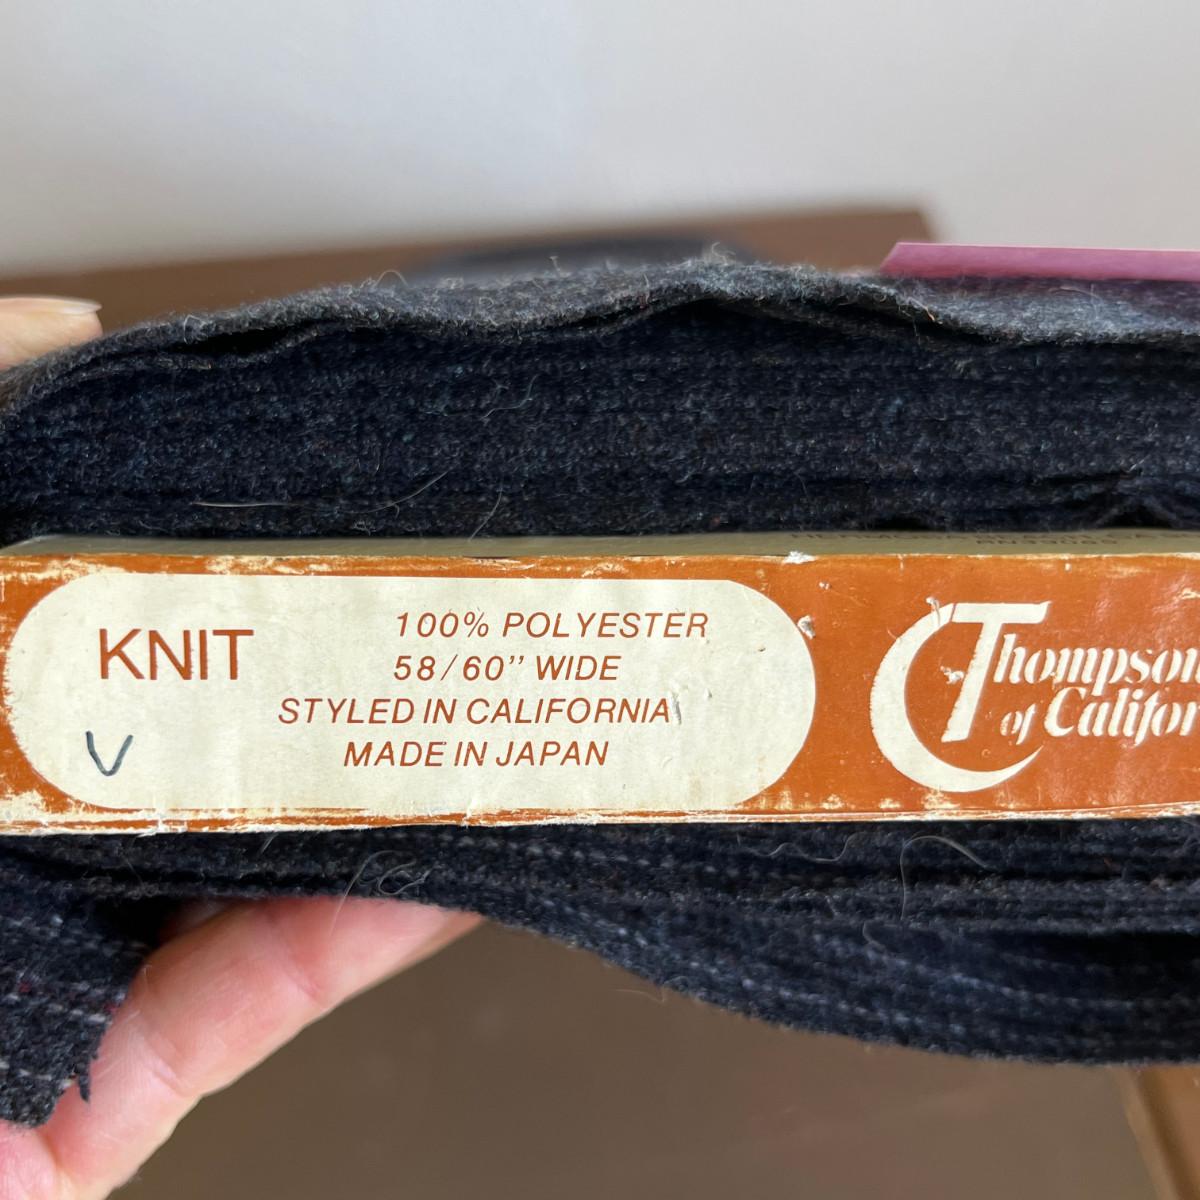 KNIT
100% POLYESTER
58/60" WIDE
STYLED IN CALIFORNIA
MADE IN JAPAN
V
Thompson
of Califor